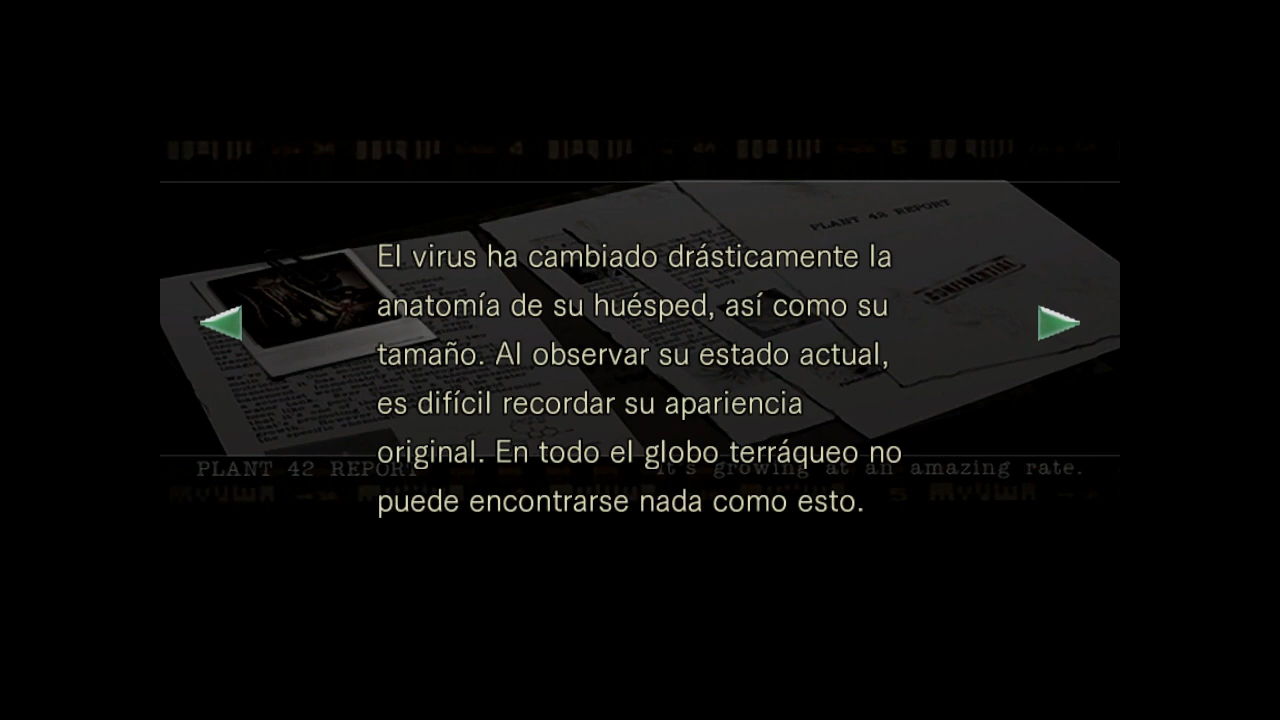 PLANT 42 REPORT
CONFIDENTIAL
El virus ha cambiado drásticamente la
anatomía de su huésped, así como su
tamaño. Al observar su estado actual,
es difícil recordar su apariencia
original. En todo el globo terráqueo no
puede encontrarse nada como esto.
PLANT 42 REPORT
It's growing at an amazing rate.